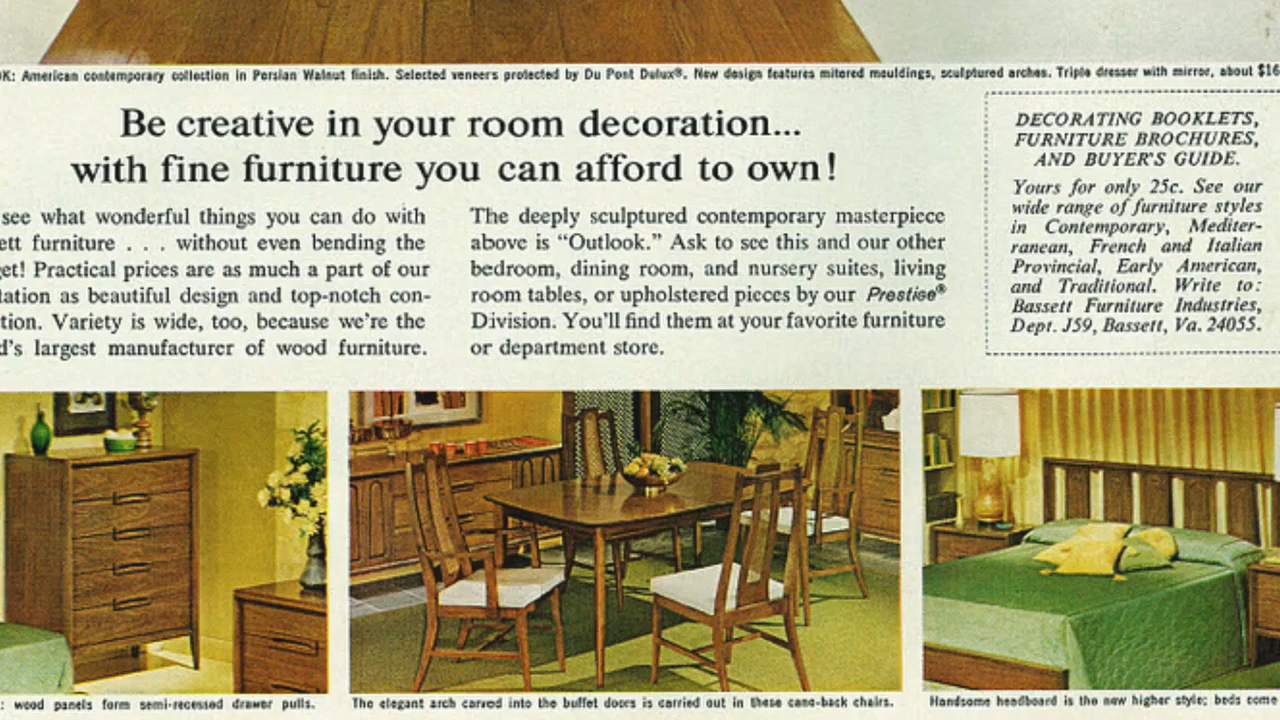 OK: American contemporary collection in Persian Walnut finish. Selected veneers protected by Du Pont Dulux®. New design features mitered mouldings, sculptured arches. Triple dresser with mirror, about $16
Be creative in your room decoration...
with fine furniture you can afford to own!
see what wonderful things you can do with
ett furniture . . . without even bending the
get! Practical prices are as much a part of our
tation as beautiful design and top-notch con-
tion. Variety is wide, too, because we're the
d's largest manufacturer of wood furniture.
The deeply sculptured contemporary masterpiece
above is “Outlook.” Ask to see this and our other
bedroom, dining room, and nursery suites, living
room tables, or upholstered pieces by our Prestige®
Division. You'll find them at your favorite furniture
or department store.
DECORATING BOOKLETS,
FURNITURE BROCHURES,
AND BUYER'S GUIDE.
Yours for only 25c. See our
wide range of furniture styles
in Contemporary, Mediter-
ranean, French and Italian
Provincial, Early American,
and Traditional. Write to:
Bassett Furniture Industries,
Dept. J59, Bassett, Va. 24055.
: wood panels form semi-recessed drawer pulls.
The elegant arch carved into the buffet doors is carried out in these cane-back chairs.
Handsome headboard is the new higher style; beds come